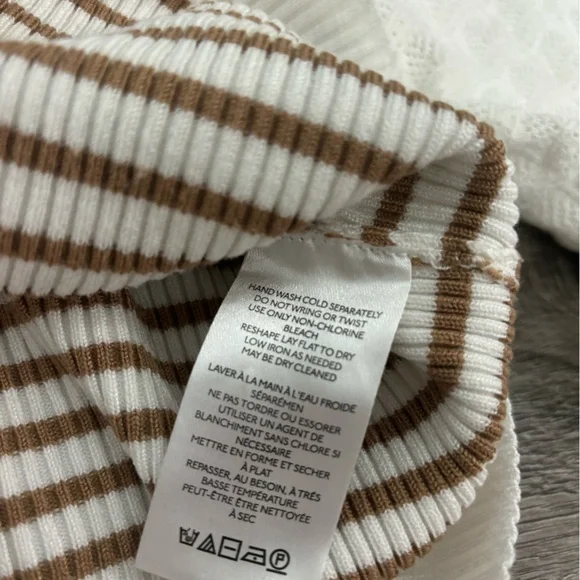 HAND WASH COLD SEPARATELY
DO NOT WRING OR TWIST
USE ONLY NON-CHLORINE
BLEACH
RESHAPE LAY FLAT TO DRY
LOW IRON AS NEEDED
MAY BE DRY CLEANED
LAVER À LA MAIN À L'EAU FROIDE
SÉPARÉMEN
NE PAS TORDRE OU ESSORER
UTILISER UN AGENT DE
BLANCHIMENT SANS CHLORE SI
NÉCESSAIRE
METTRE EN FORME ET SECHER
À PLAT
REPASSER, AU BESOIN, À TRÉS
BASSE TEMPÉRATURE
PEUT-ÊTRE ÊTRE NETTOYÉE
À SEC
P